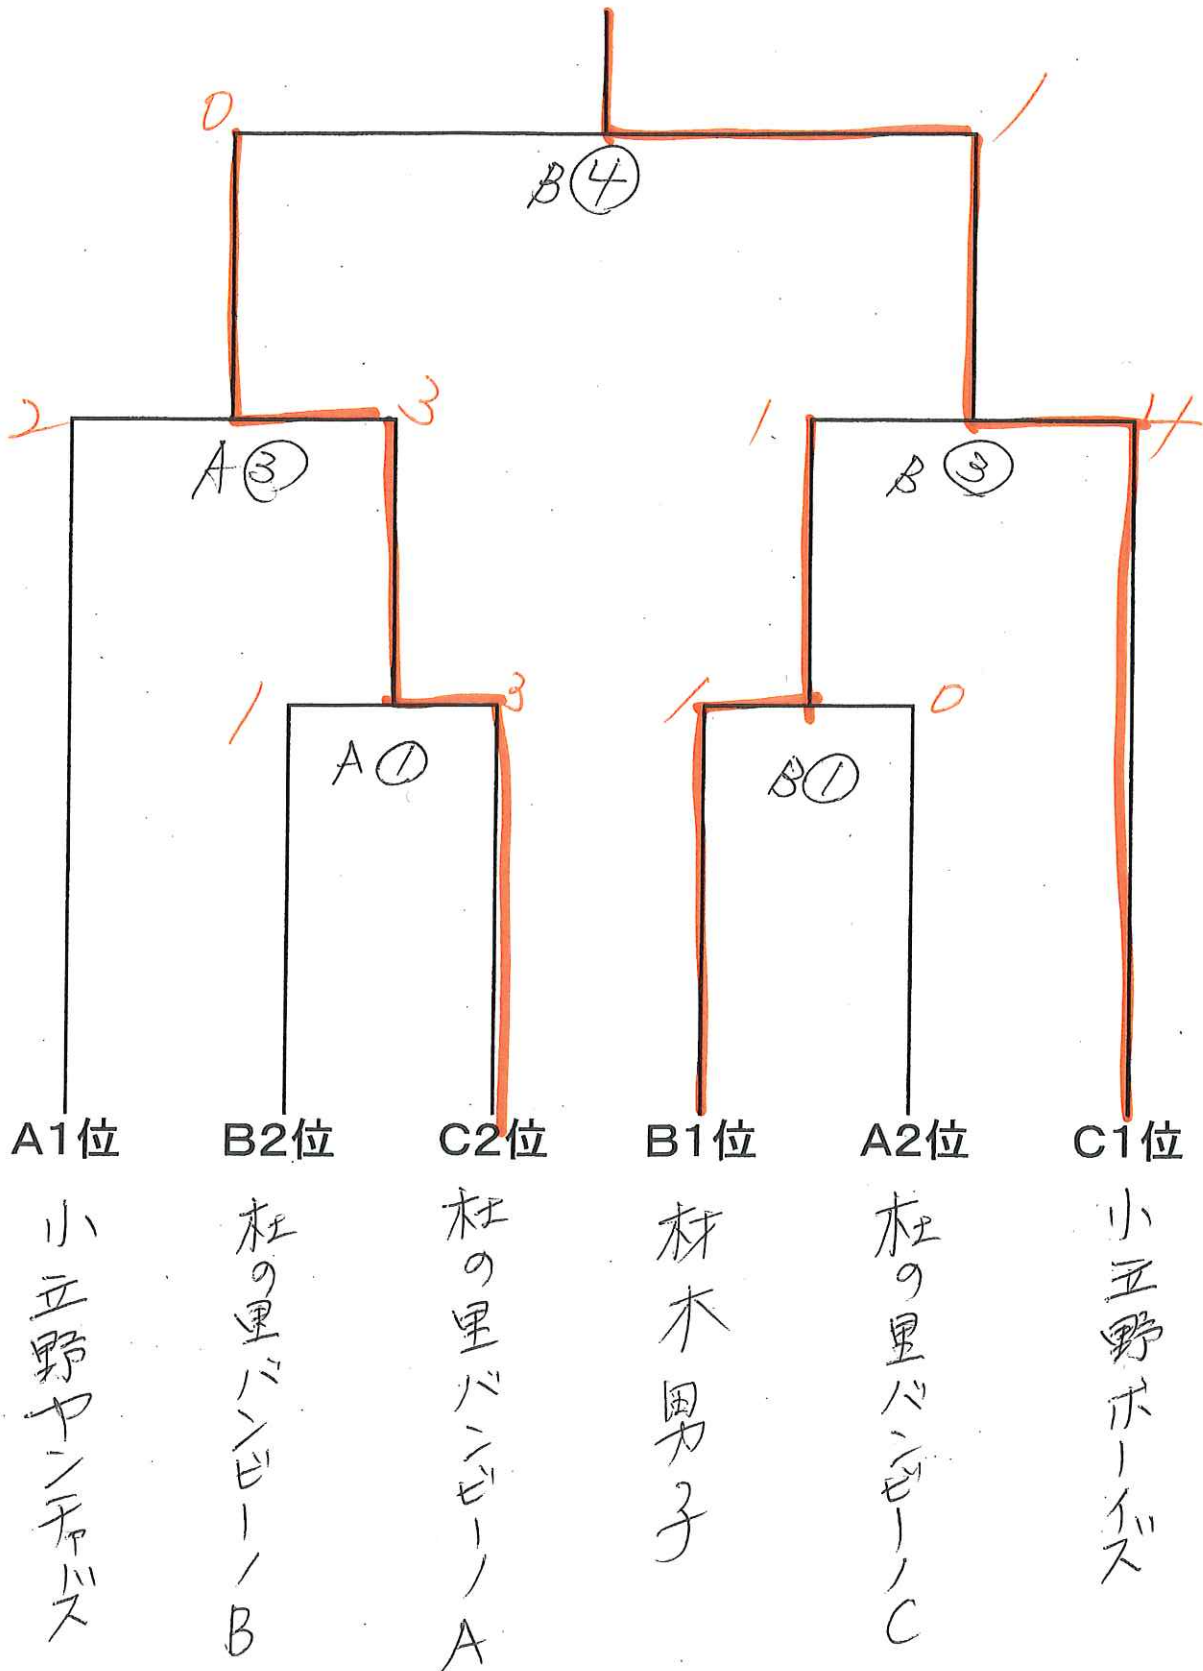 0
1
B④
2
3
1
4
A③
B③
1
3
1
0
A①
B①
A1位
B2位
C2位
B1位
A2位
C1位
小立野ヤンチャバス
杜の里バンビーノB
杜の里バンビーノA
材木男子
杜の里バンビーノC
小立野ボーイズ